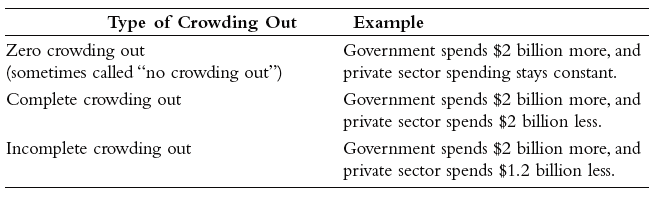 Type of Crowding Out Example
Zero crowding out Government spends $2 billion more, and
(sometimes called “no crowding out”) private sector spending stays constant.
Complete crowding out Government spends $2 billion more, and
private sector spends $2 billion less.
Incomplete crowding out Government spends $2 billion more, and
private sector spends $1.2 billion less.